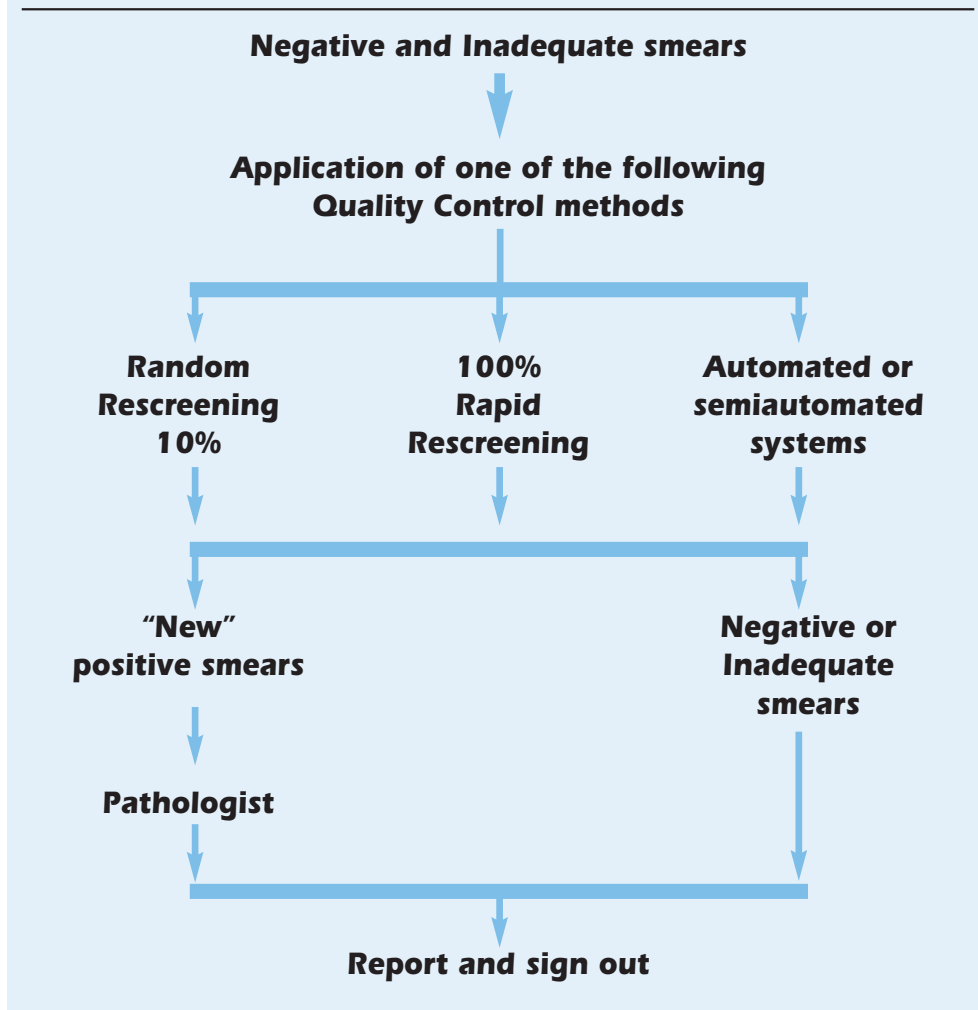 Negative and Inadequate smears
Application of one of the following
Quality Control methods
Random
Rescreening
10%
100%
Rapid
Rescreening
Automated or
semiautomated
systems
“New”
positive smears
Negative or
Inadequate
smears
Pathologist
Report and sign out